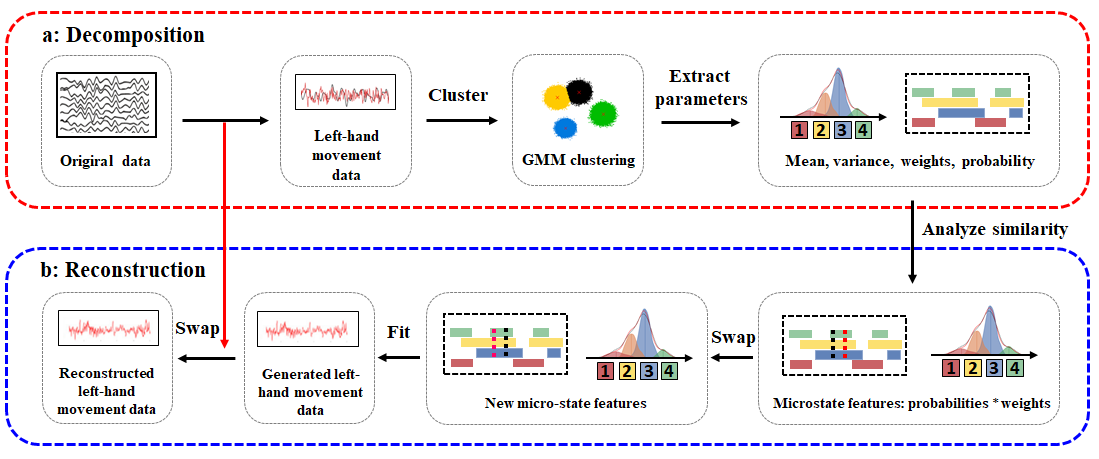 a: Decomposition
Origiral data
Left-hand
movement
data
Cluster
GMM clustering
Extract
parameters
1 2 3 4
Mean, variance, weights, probability
Analyze similarity
b: Reconstruction
Reconstructed
left-hand
movement data
Swap
Generated left-
hand movement
data
Fit
1 2 3 4
New micro-state features
Swap
1 2 3 4
Microstate features: probabilities * weights